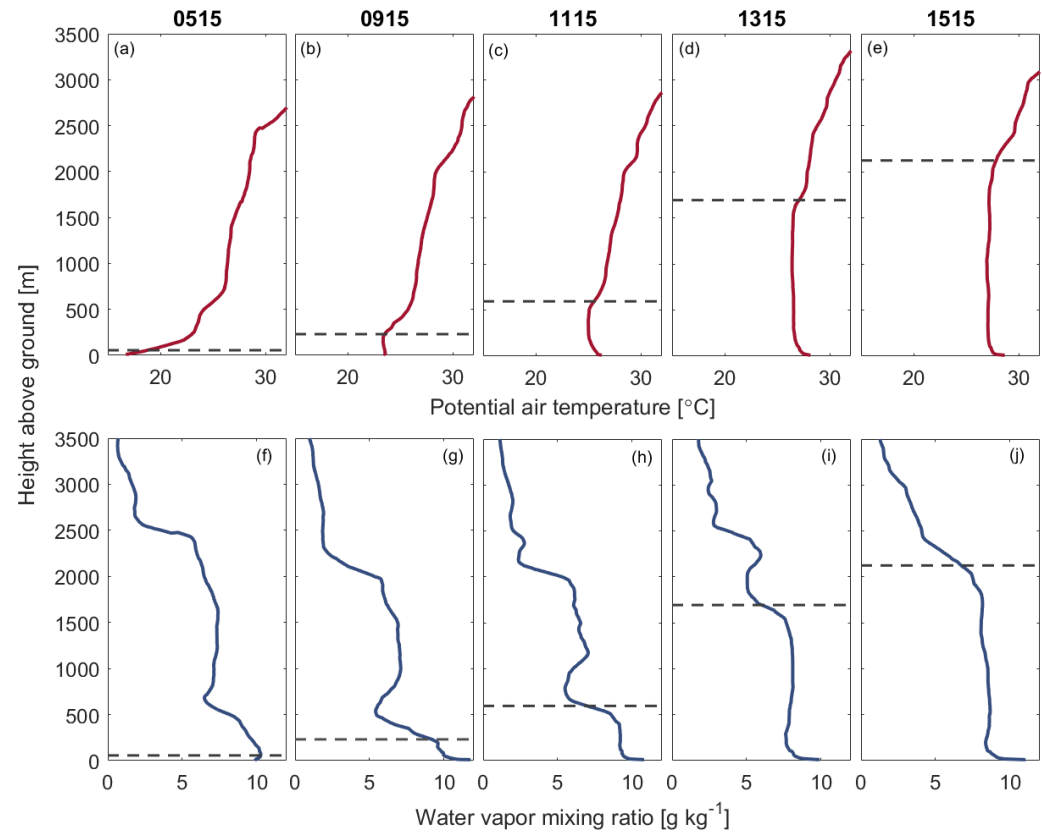 0515 0915 1115 1315 1515
(a) (b) (c) (d) (e)
3500
3000
2500
2000
1500
1000
500
0
20 30 20 30 20 30 20 30 20 30
Potential air temperature [°C]
Height above ground [m]
(f) (g) (h) (i) (j)
3500
3000
2500
2000
1500
1000
500
0
0 5 10 0 5 10 0 5 10 0 5 10 0 5 10
Water vapor mixing ratio [g kg⁻¹]